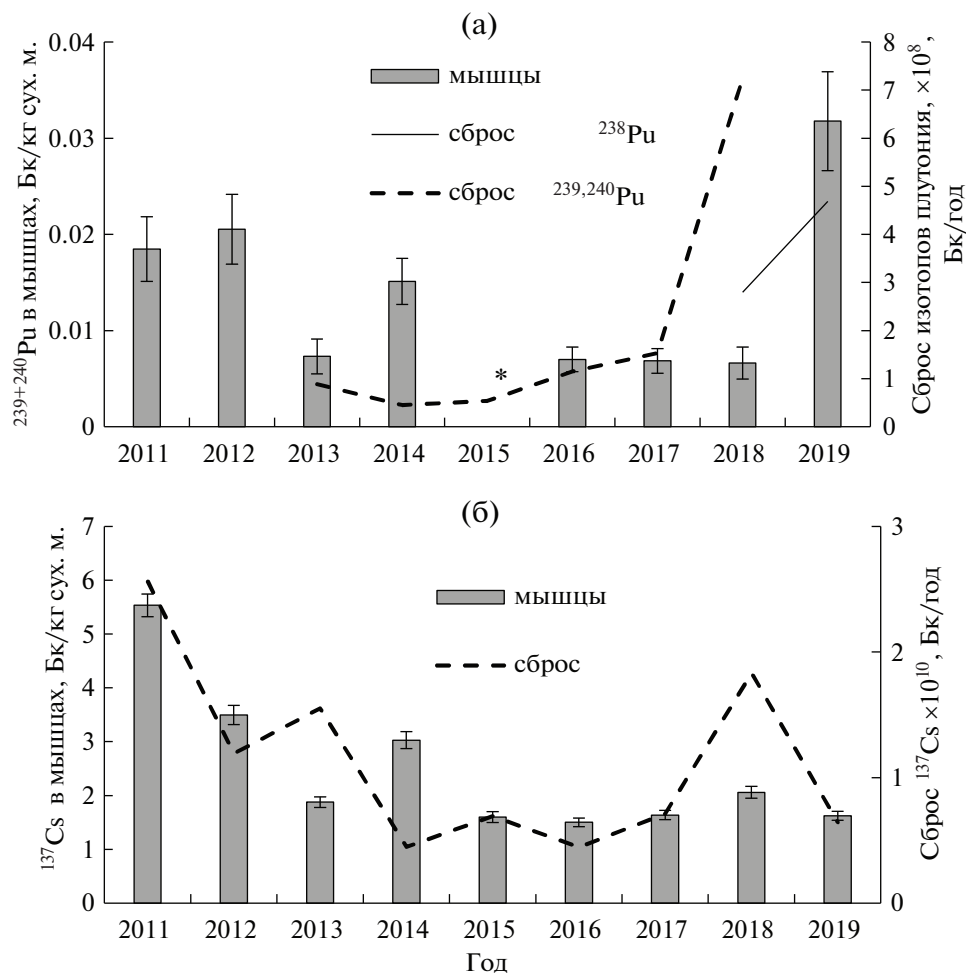 (а)
²³⁹⁺²⁴⁰Pu в мышцах, Бк/кг сух. м.
0.04
0.03
0.02
0.01
0
мышцы
сброс ²³⁸Pu
сброс ²³⁹,²⁴⁰Pu
*
8
7
6
5
4
3
2
1
0
Сброс изотопов плутония, ×10⁸,
Бк/год
2011 2012 2013 2014 2015 2016 2017 2018 2019
(б)
¹³⁷Cs в мышцах, Бк/кг сух. м.
7
6
5
4
3
2
1
0
мышцы
сброс
3
2
1
0
Сброс ¹³⁷Cs ×10¹⁰, Бк/год
2011 2012 2013 2014 2015 2016 2017 2018 2019
Год